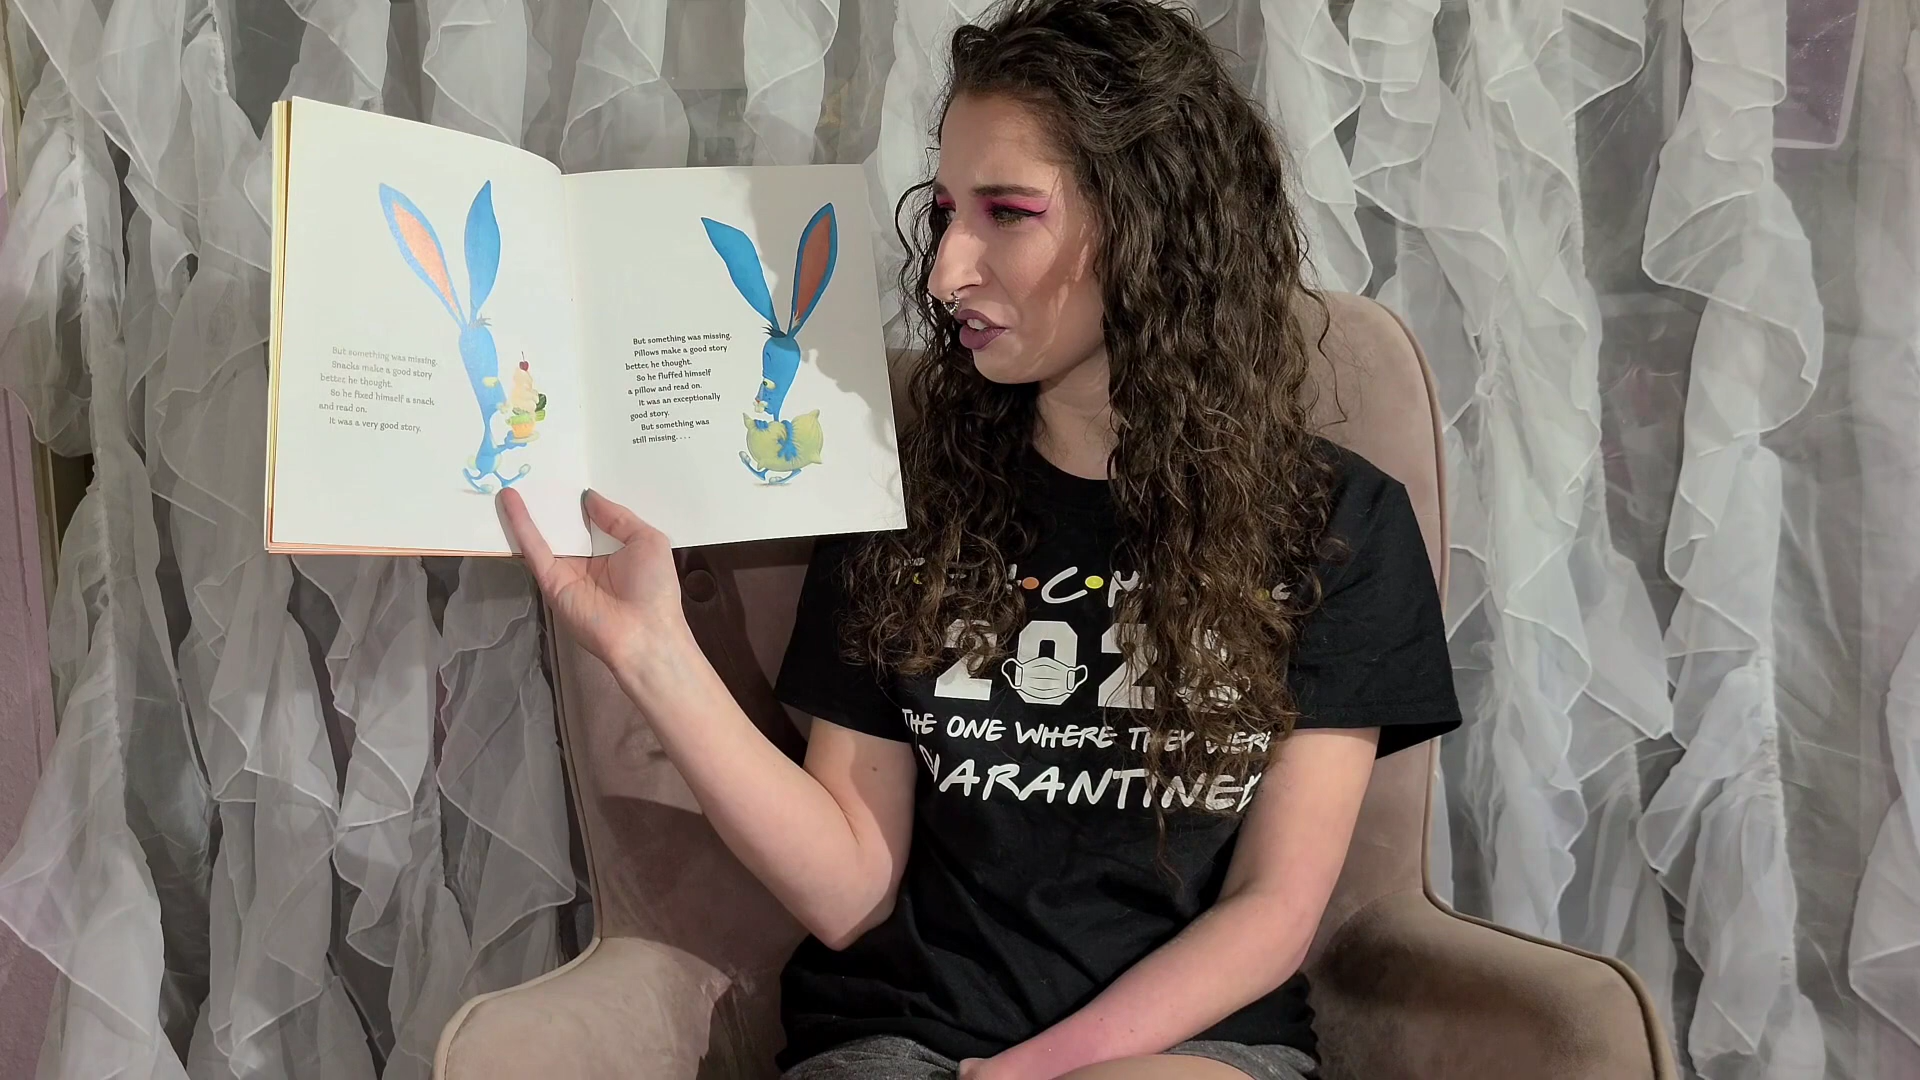 But something was missing.
Snacks make a good story
better, he thought.
So he fixed himself a snack
and read on.
It was a very good story.
But something was missing.
Pillows make a good story
better, he thought.
So he fluffed himself
a pillow and read on.
It was an exceptionally
good story.
But something was
still missing. . . .
THE ONE WHERE THEY WERE
QUARANTINED